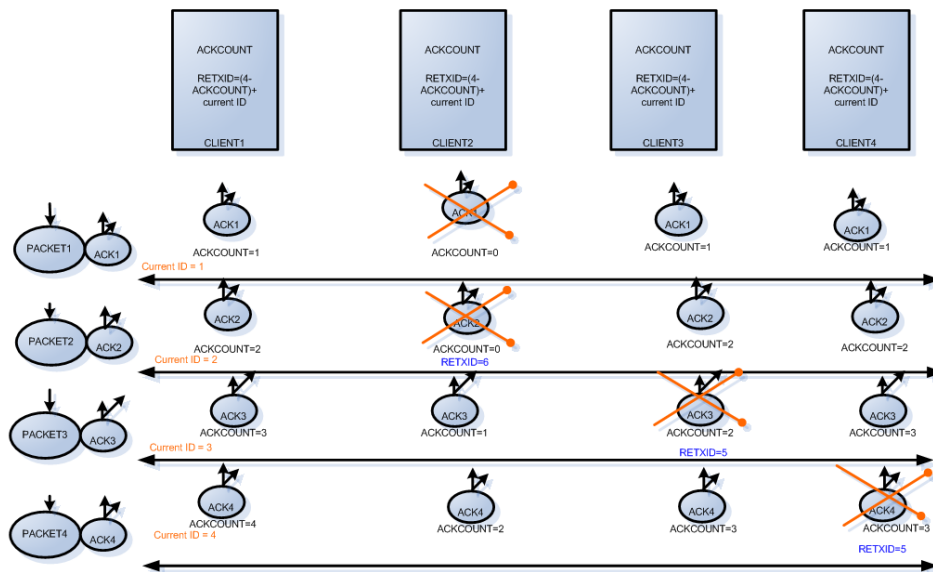 ACKCOUNT
RETXID=(4-
ACKCOUNT)+
current ID
CLIENT1
ACKCOUNT
RETXID=(4-
ACKCOUNT)+
current ID
CLIENT2
ACKCOUNT
RETXID=(4-
ACKCOUNT)+
current ID
CLIENT3
ACKCOUNT
RETXID=(4-
ACKCOUNT)+
current ID
CLIENT4
PACKET1
ACK1
ACK1
ACKCOUNT=1
ACK1
ACKCOUNT=0
ACK1
ACKCOUNT=1
ACK1
ACKCOUNT=1
Current ID = 1
PACKET2
ACK2
ACK2
ACKCOUNT=2
ACK2
ACKCOUNT=0
RETXID=6
ACK2
ACKCOUNT=2
ACK2
ACKCOUNT=2
Current ID = 2
PACKET3
ACK3
ACK3
ACKCOUNT=3
ACK3
ACKCOUNT=1
ACK3
ACKCOUNT=2
RETXID=5
ACK3
ACKCOUNT=3
Current ID = 3
PACKET4
ACK4
ACK4
ACKCOUNT=4
ACK4
ACKCOUNT=2
ACK4
ACKCOUNT=3
ACK4
ACKCOUNT=3
RETXID=5
Current ID = 4